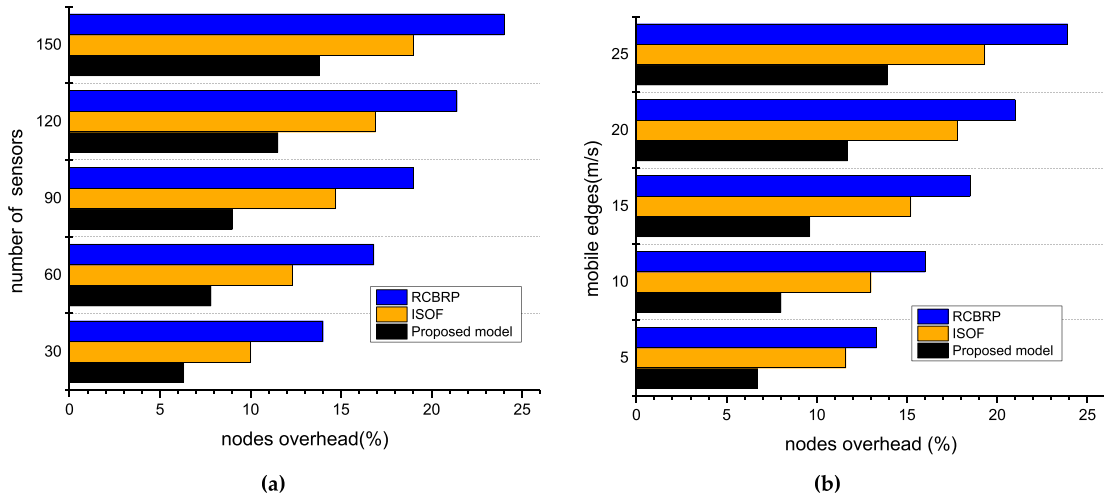 150
120
90
60
30
number of sensors
RCBRP
ISOF
Proposed model
0 5 10 15 20 25
nodes overhead(%)
(a)
25
20
15
10
5
mobile edges(m/s)
RCBRP
ISOF
Proposed model
0 5 10 15 20 25
nodes overhead (%)
(b)